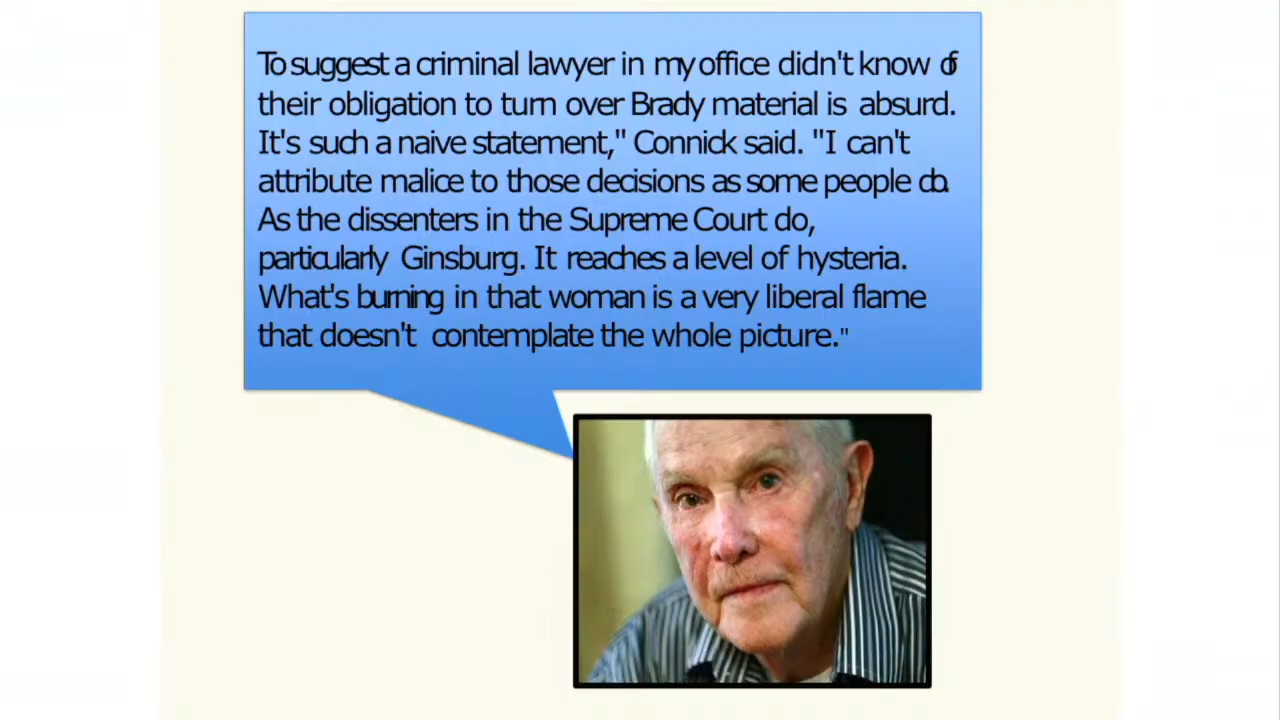 To suggest a criminal lawyer in my office didn't know of
their obligation to turn over Brady material is absurd.
It's such a naive statement," Connick said. "I can't
attribute malice to those decisions as some people do.
As the dissenters in the Supreme Court do,
particularly Ginsburg. It reaches a level of hysteria.
What's burning in that woman is a very liberal flame
that doesn't contemplate the whole picture."